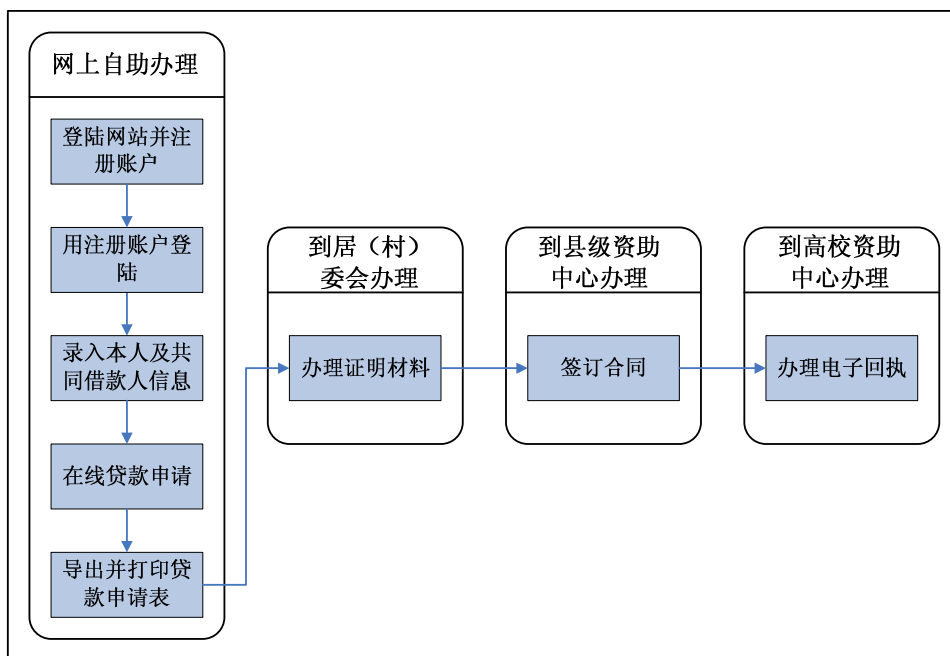 网上自助办理
登陆网站并注
册账户
用注册账户登
陆
录入本人及共
同借款人信息
在线贷款申请
导出并打印贷
款申请表
到居（村）
委会办理
办理证明材料
到县级资助
中心办理
签订合同
到高校资助
中心办理
办理电子回执